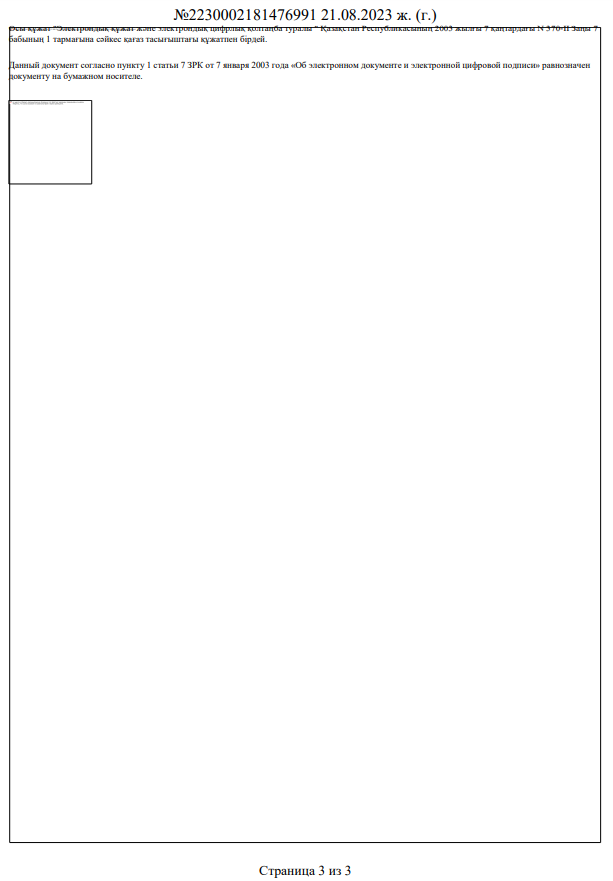 №2230002181476991 21.08.2023 ж. (г.)
Осы құжат "Электрондық құжат және электрондық цифрлық қолтаңба туралы " Қазақстан Республикасының 2003 жылғы 7 қаңтардағы N 370-II Заңы 7
бабының 1 тармағына сәйкес қағаз тасығыштағы құжатпен бірдей.
Данный документ согласно пункту 1 статьи 7 ЗРК от 7 января 2003 года «Об электронном документе и электронной цифровой подписи» равнозначен
документу на бумажном носителе.
Страница 3 из 3